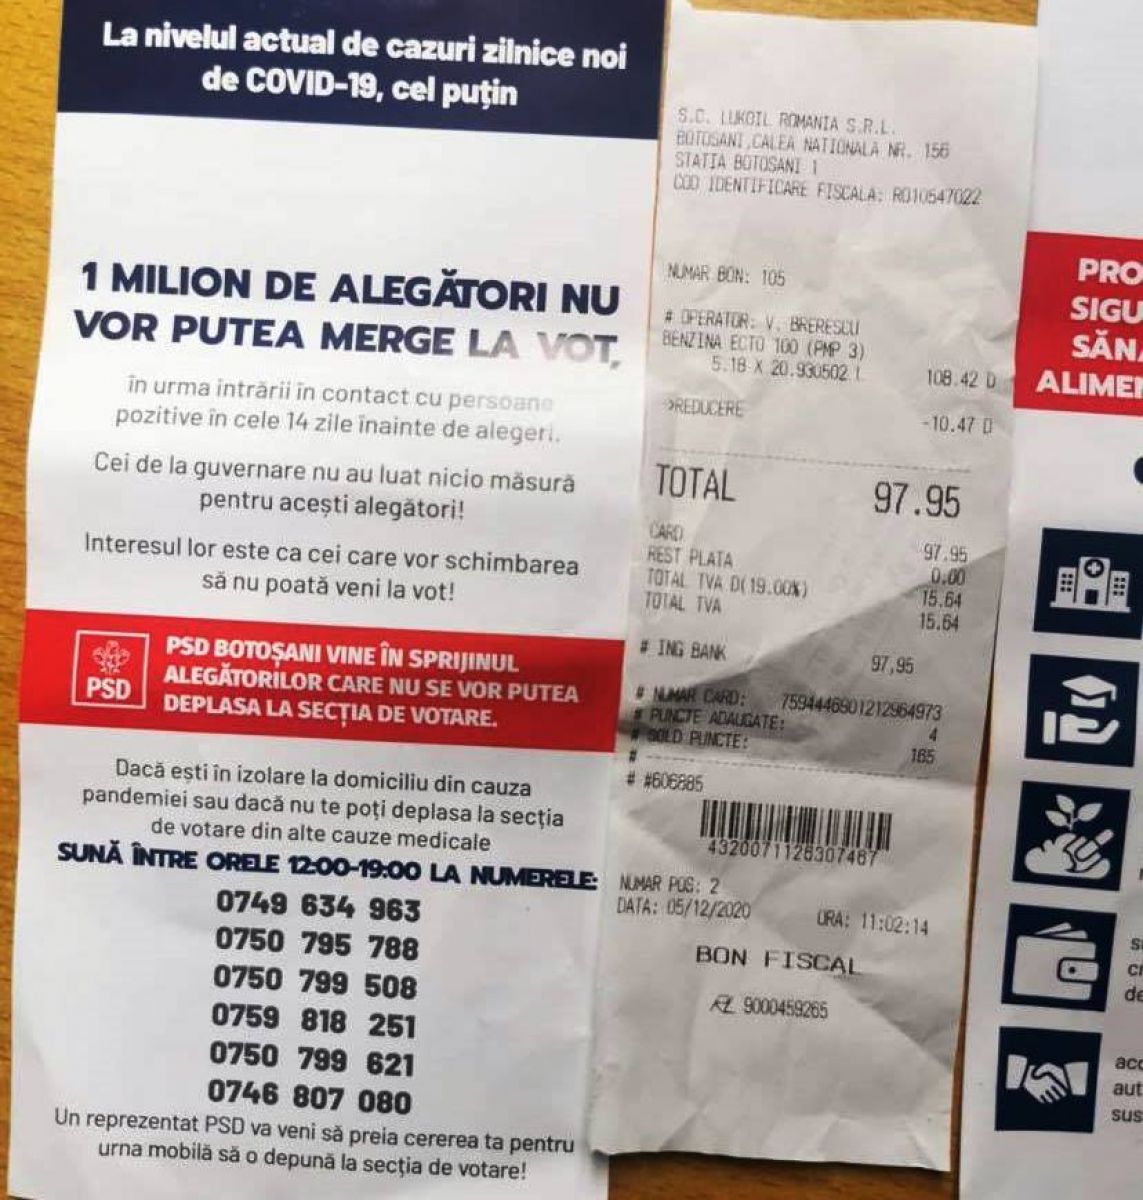 La nivelul actual de cazuri zilnice noi
de COVID-19, cel puțin
1 MILION DE ALEGĂTORI NU
VOR PUTEA MERGE LA VOT,
în urma intrării în contact cu persoane
pozitive în cele 14 zile înainte de alegeri.
Cei de la guvernare nu au luat nicio măsură
pentru acești alegători!
Interesul lor este ca cei care vor schimbarea
să nu poată veni la vot!
PSD
PSD BOTOȘANI VINE ÎN SPRIJINUL
ALEGĂTORILOR CARE NU SE VOR PUTEA
DEPLASA LA SECȚIA DE VOTARE.
Dacă ești în izolare la domiciliu din cauza
pandemiei sau dacă nu te poți deplasa la secția
de votare din alte cauze medicale
SUNĂ ÎNTRE ORELE 12:00-19:00 LA NUMERELE:
0749 634 963
0750 795 788
0750 799 508
0759 818 251
0750 799 621
0746 807 080
Un reprezentat PSD va veni să preia cererea ta pentru
urna mobilă să o depună la secția de votare!
S.C. LUKOIL ROMANIA S.R.L.
BOTOSANI,CALEA NATIONALA NR. 156
STATIA BOTOSANI 1
COD IDENTIFICARE FISCALA: RO10547022
NUMAR BON: 105
# OPERATOR: V. BRERESCU
BENZINA ECTO 100 (PMP 3)
5.18 X 20.930502 l 108.42 D
->REDUCERE -10.47 D
TOTAL 97.95
CARD 97.95
REST PLATA 0.00
TOTAL TVA D(19.00%) 15.64
TOTAL TVA 15.64
# ING BANK 97,95
# NUMAR CARD: 7594446901212964973
# PUNCTE ADAUGATE: 4
# SOLD PUNCTE: 165
#
# #606885
4320071126307467
NUMAR POS: 2
DATA: 05/12/2020 ORA: 11:02:14
BON FISCAL
9000459265
PRO
SIGU
SĂN
ALIMEN
s
cr
de
acc
aut
sus